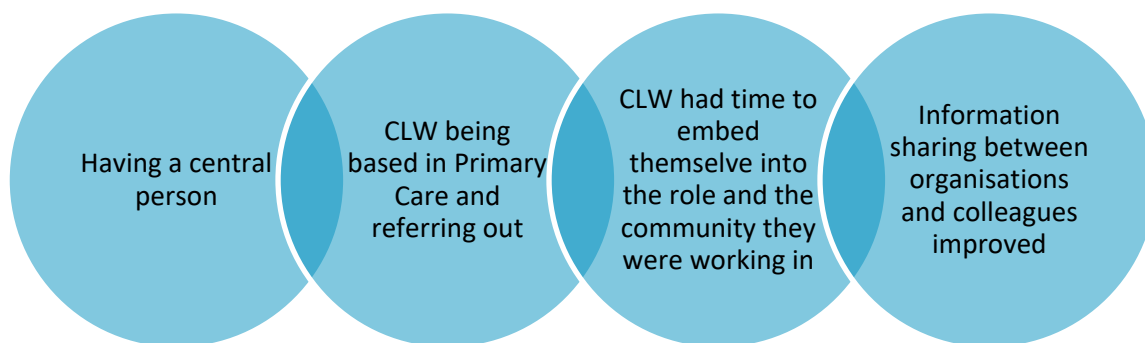 Having a central
person
CLW being
based in Primary
Care and
referring out
CLW had time to
embed
themselve into
the role and the
community they
were working in
Information
sharing between
organisations
and colleagues
improved